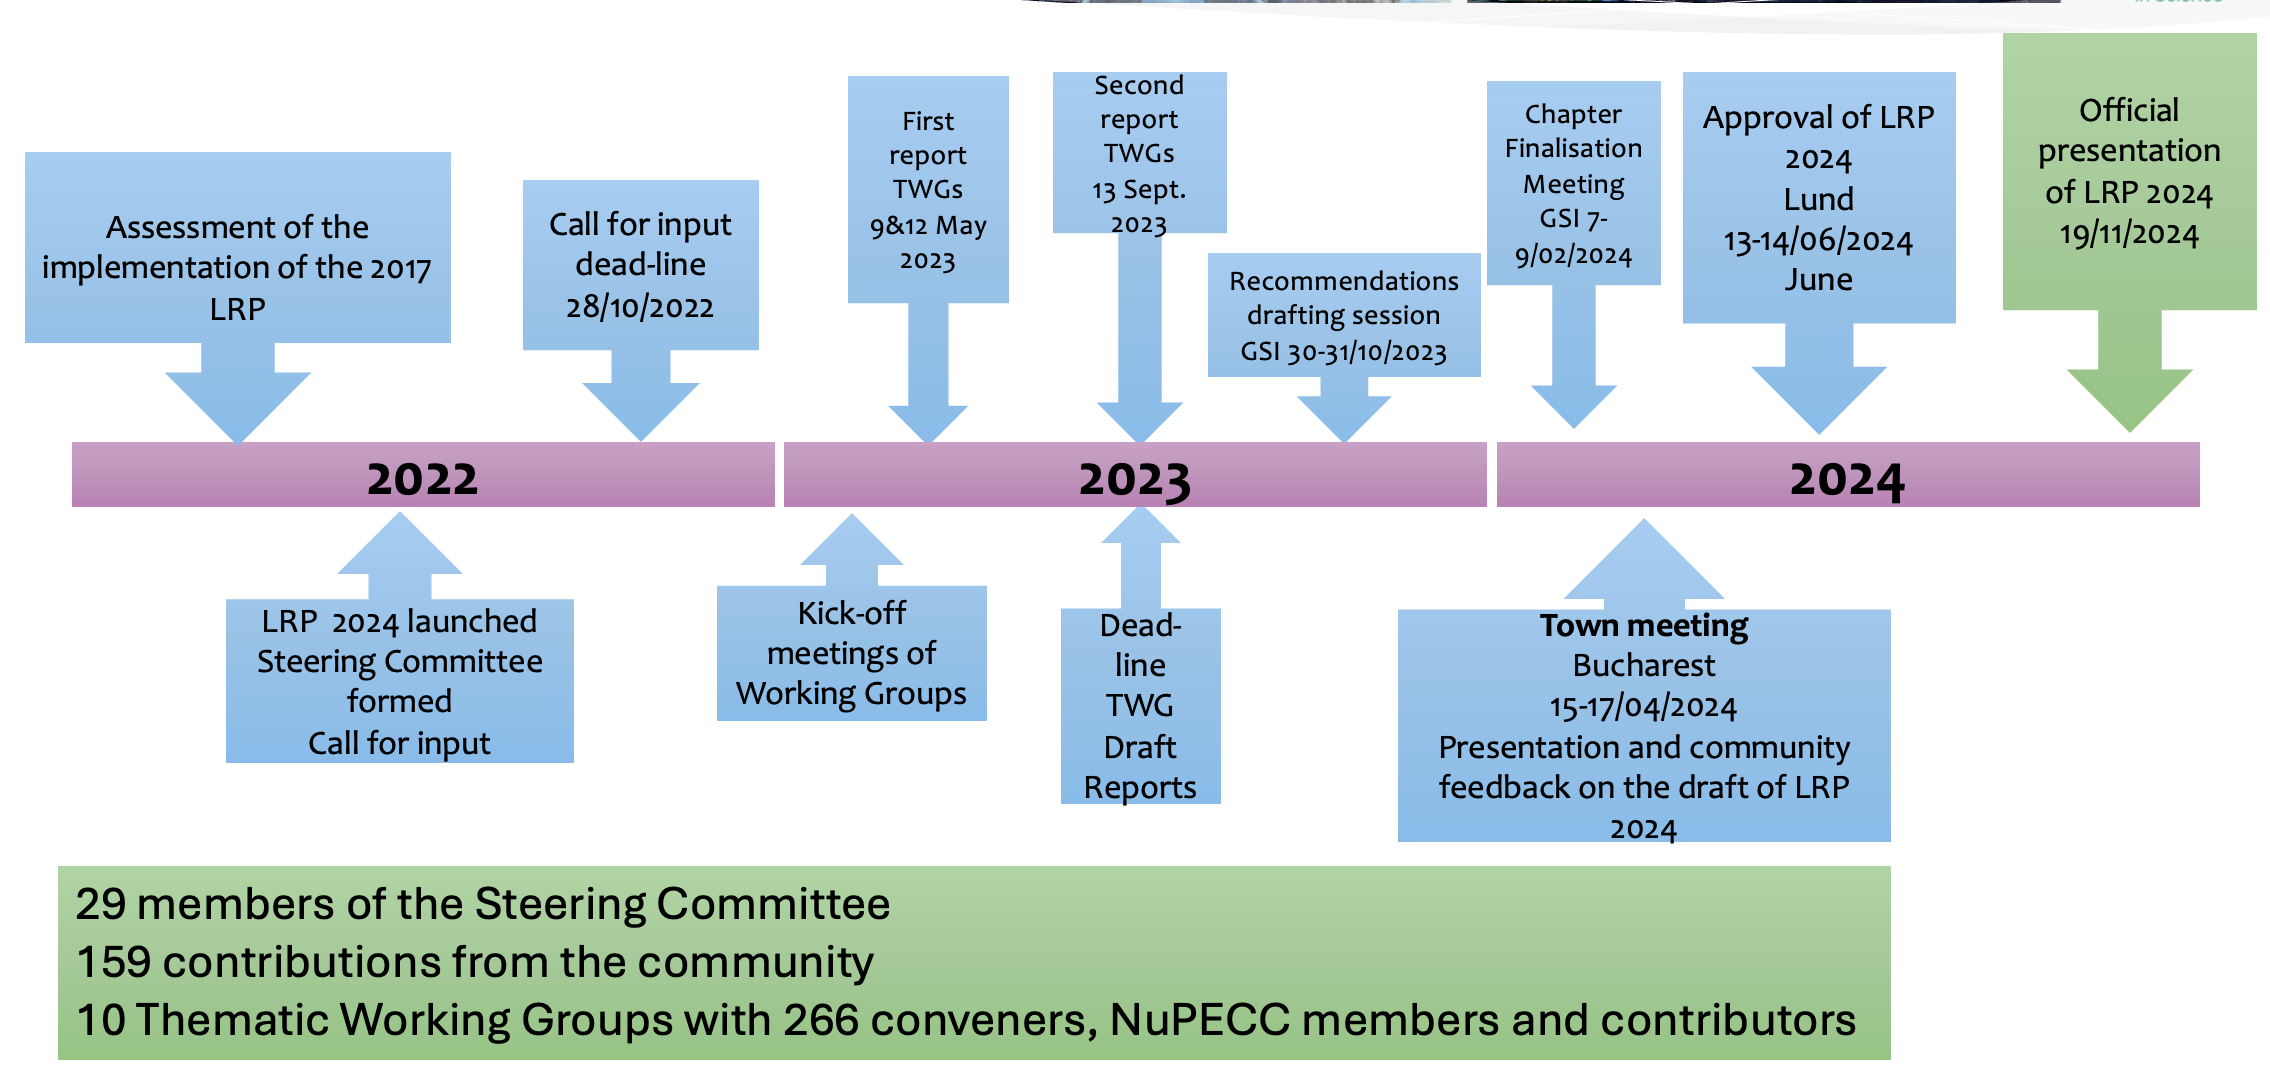 Assessment of the
implementation of the 2017
LRP
Call for input
dead-line
28/10/2022
First
report
TWGs
9&12 May
2023
Second
report
TWGs
13 Sept.
2023
Recommendations
drafting session
GSI 30-31/10/2023
Chapter
Finalisation
Meeting
GSI 7-
9/02/2024
Approval of LRP
2024
Lund
13-14/06/2024
June
Official
presentation
of LRP 2024
19/11/2024
2022
2023
2024
LRP 2024 launched
Steering Committee
formed
Call for input
Kick-off
meetings of
Working Groups
Dead-
line
TWG
Draft
Reports
Town meeting
Bucharest
15-17/04/2024
Presentation and community
feedback on the draft of LRP
2024
29 members of the Steering Committee
159 contributions from the community
10 Thematic Working Groups with 266 conveners, NuPECC members and contributors